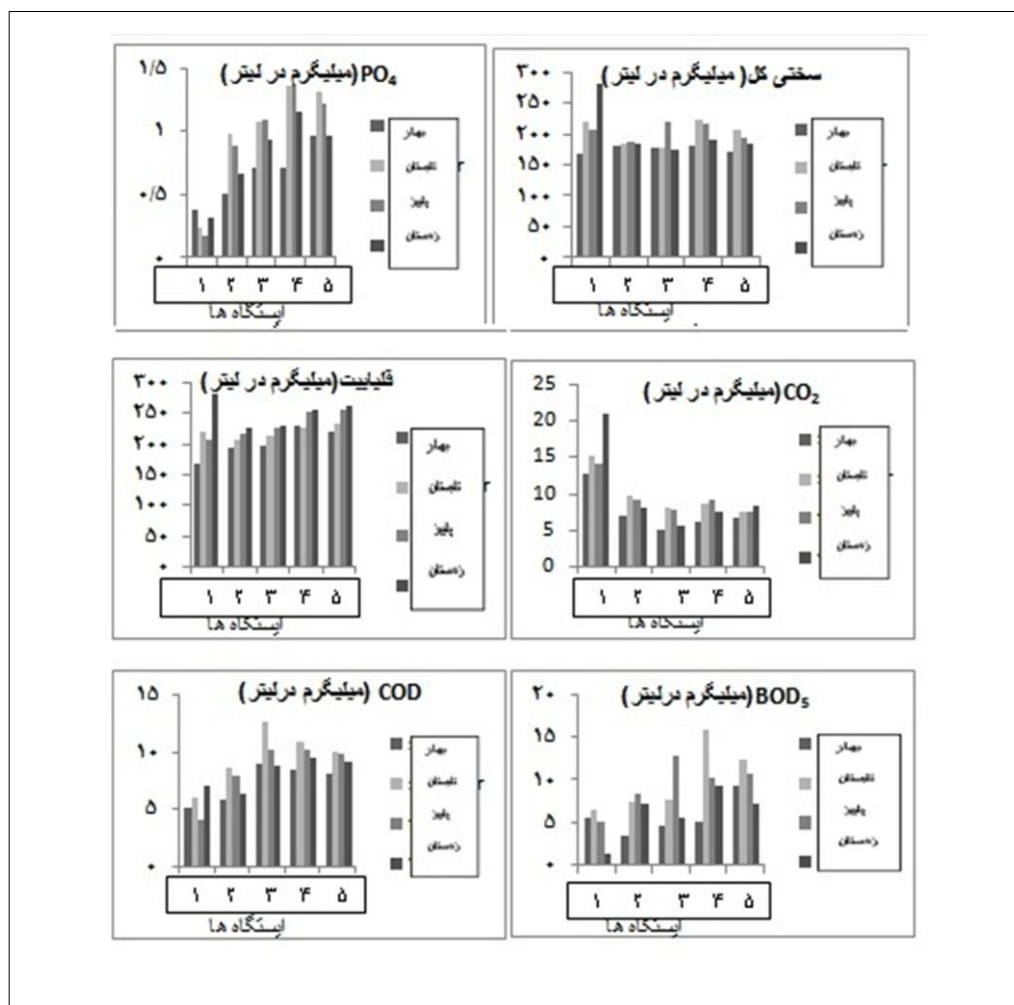 PO₄ (میلیگرم در لیتر)
۱/۵
۱
۰/۵
۰
بهار
تابستان
پاییز
زمستان
۱ ۲ ۳ ۴ ۵
ایستگاه ها
سختی کل ( میلیگرم در لیتر)
۳۰۰
۲۵۰
۲۰۰
۱۵۰
۱۰۰
۵۰
۰
بهار
تابستان
پاییز
زمستان
۱ ۲ ۳ ۴ ۵
ایستگاه ها
قلیاییت (میلیگرم در لیتر)
۳۰۰
۲۵۰
۲۰۰
۱۵۰
۱۰۰
۵۰
۰
بهار
تابستان
پاییز
زمستان
۱ ۲ ۳ ۴ ۵
ایستگاه ها
CO₂ (میلیگرم در لیتر)
25
20
15
10
5
0
بهار
تابستان
پاییز
زمستان
۱ ۲ ۳ ۴ ۵
ایستگاه ها
COD (میلیگرم درلیتر)
۱۵
۱۰
۵
۰
بهار
تابستان
پاییز
زمستان
۱ ۲ ۳ ۴ ۵
ایستگاه ها
BOD₅ (میلیگرم درلیتر)
۲۰
۱۵
۱۰
۵
۰
بهار
تابستان
پاییز
زمستان
۱ ۲ ۳ ۴ ۵
ایستگاه ها